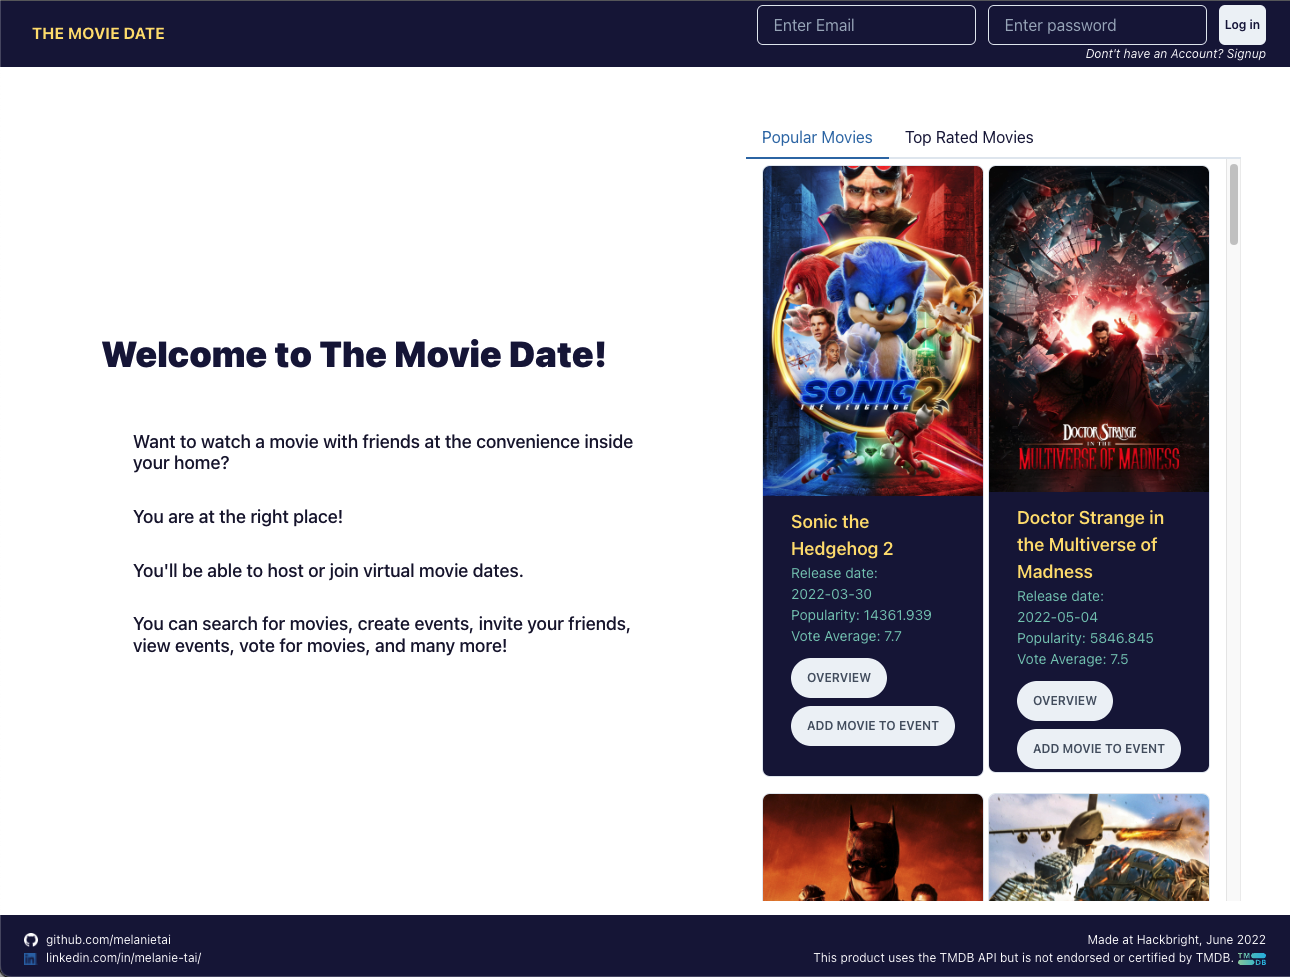 THE MOVIE DATE
Enter Email
Enter password
Log in
Dont't have an Account? Signup
Welcome to The Movie Date!
Want to watch a movie with friends at the convenience inside
your home?
You are at the right place!
You'll be able to host or join virtual movie dates.
You can search for movies, create events, invite your friends,
view events, vote for movies, and many more!
Popular Movies
Top Rated Movies
SONIC 2
THE HEDGEHOG
Sonic the
Hedgehog 2
Release date:
2022-03-30
Popularity: 14361.939
Vote Average: 7.7
OVERVIEW
ADD MOVIE TO EVENT
DOCTOR STRANGE
IN THE
MULTIVERSE OF MADNESS
Doctor Strange in
the Multiverse of
Madness
Release date:
2022-05-04
Popularity: 5846.845
Vote Average: 7.5
OVERVIEW
ADD MOVIE TO EVENT
github.com/melanietai
linkedin.com/in/melanie-tai/
Made at Hackbright, June 2022
This product uses the TMDB API but is not endorsed or certified by TMDB.
TM
DB